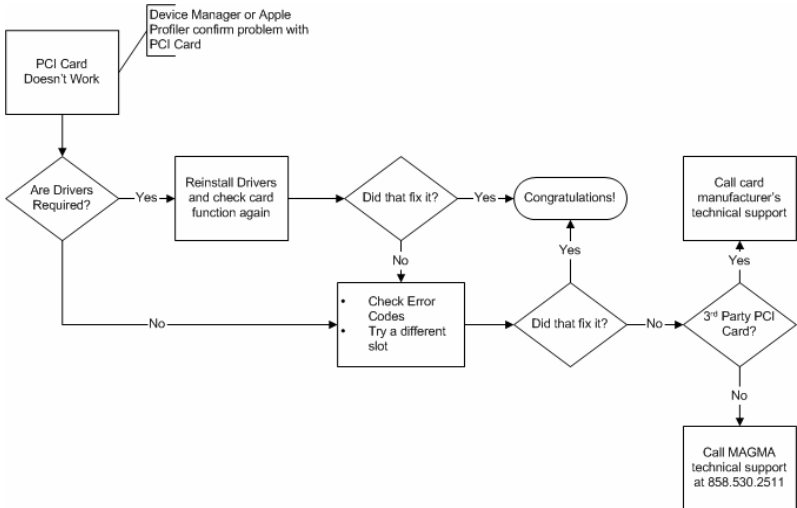 Device Manager or Apple
Profiler confirm problem with
PCI Card
PCI Card
Doesn't Work
Are Drivers
Required?
Yes
Reinstall Drivers
and check card
function again
Did that fix it?
Yes
Congratulations!
Call card
manufacturer's
technical support
No
Yes
Yes
No
• Check Error
Codes
• Try a different
slot
Did that fix it?
No
3rd Party PCI
Card?
No
Call MAGMA
technical support
at 858.530.2511